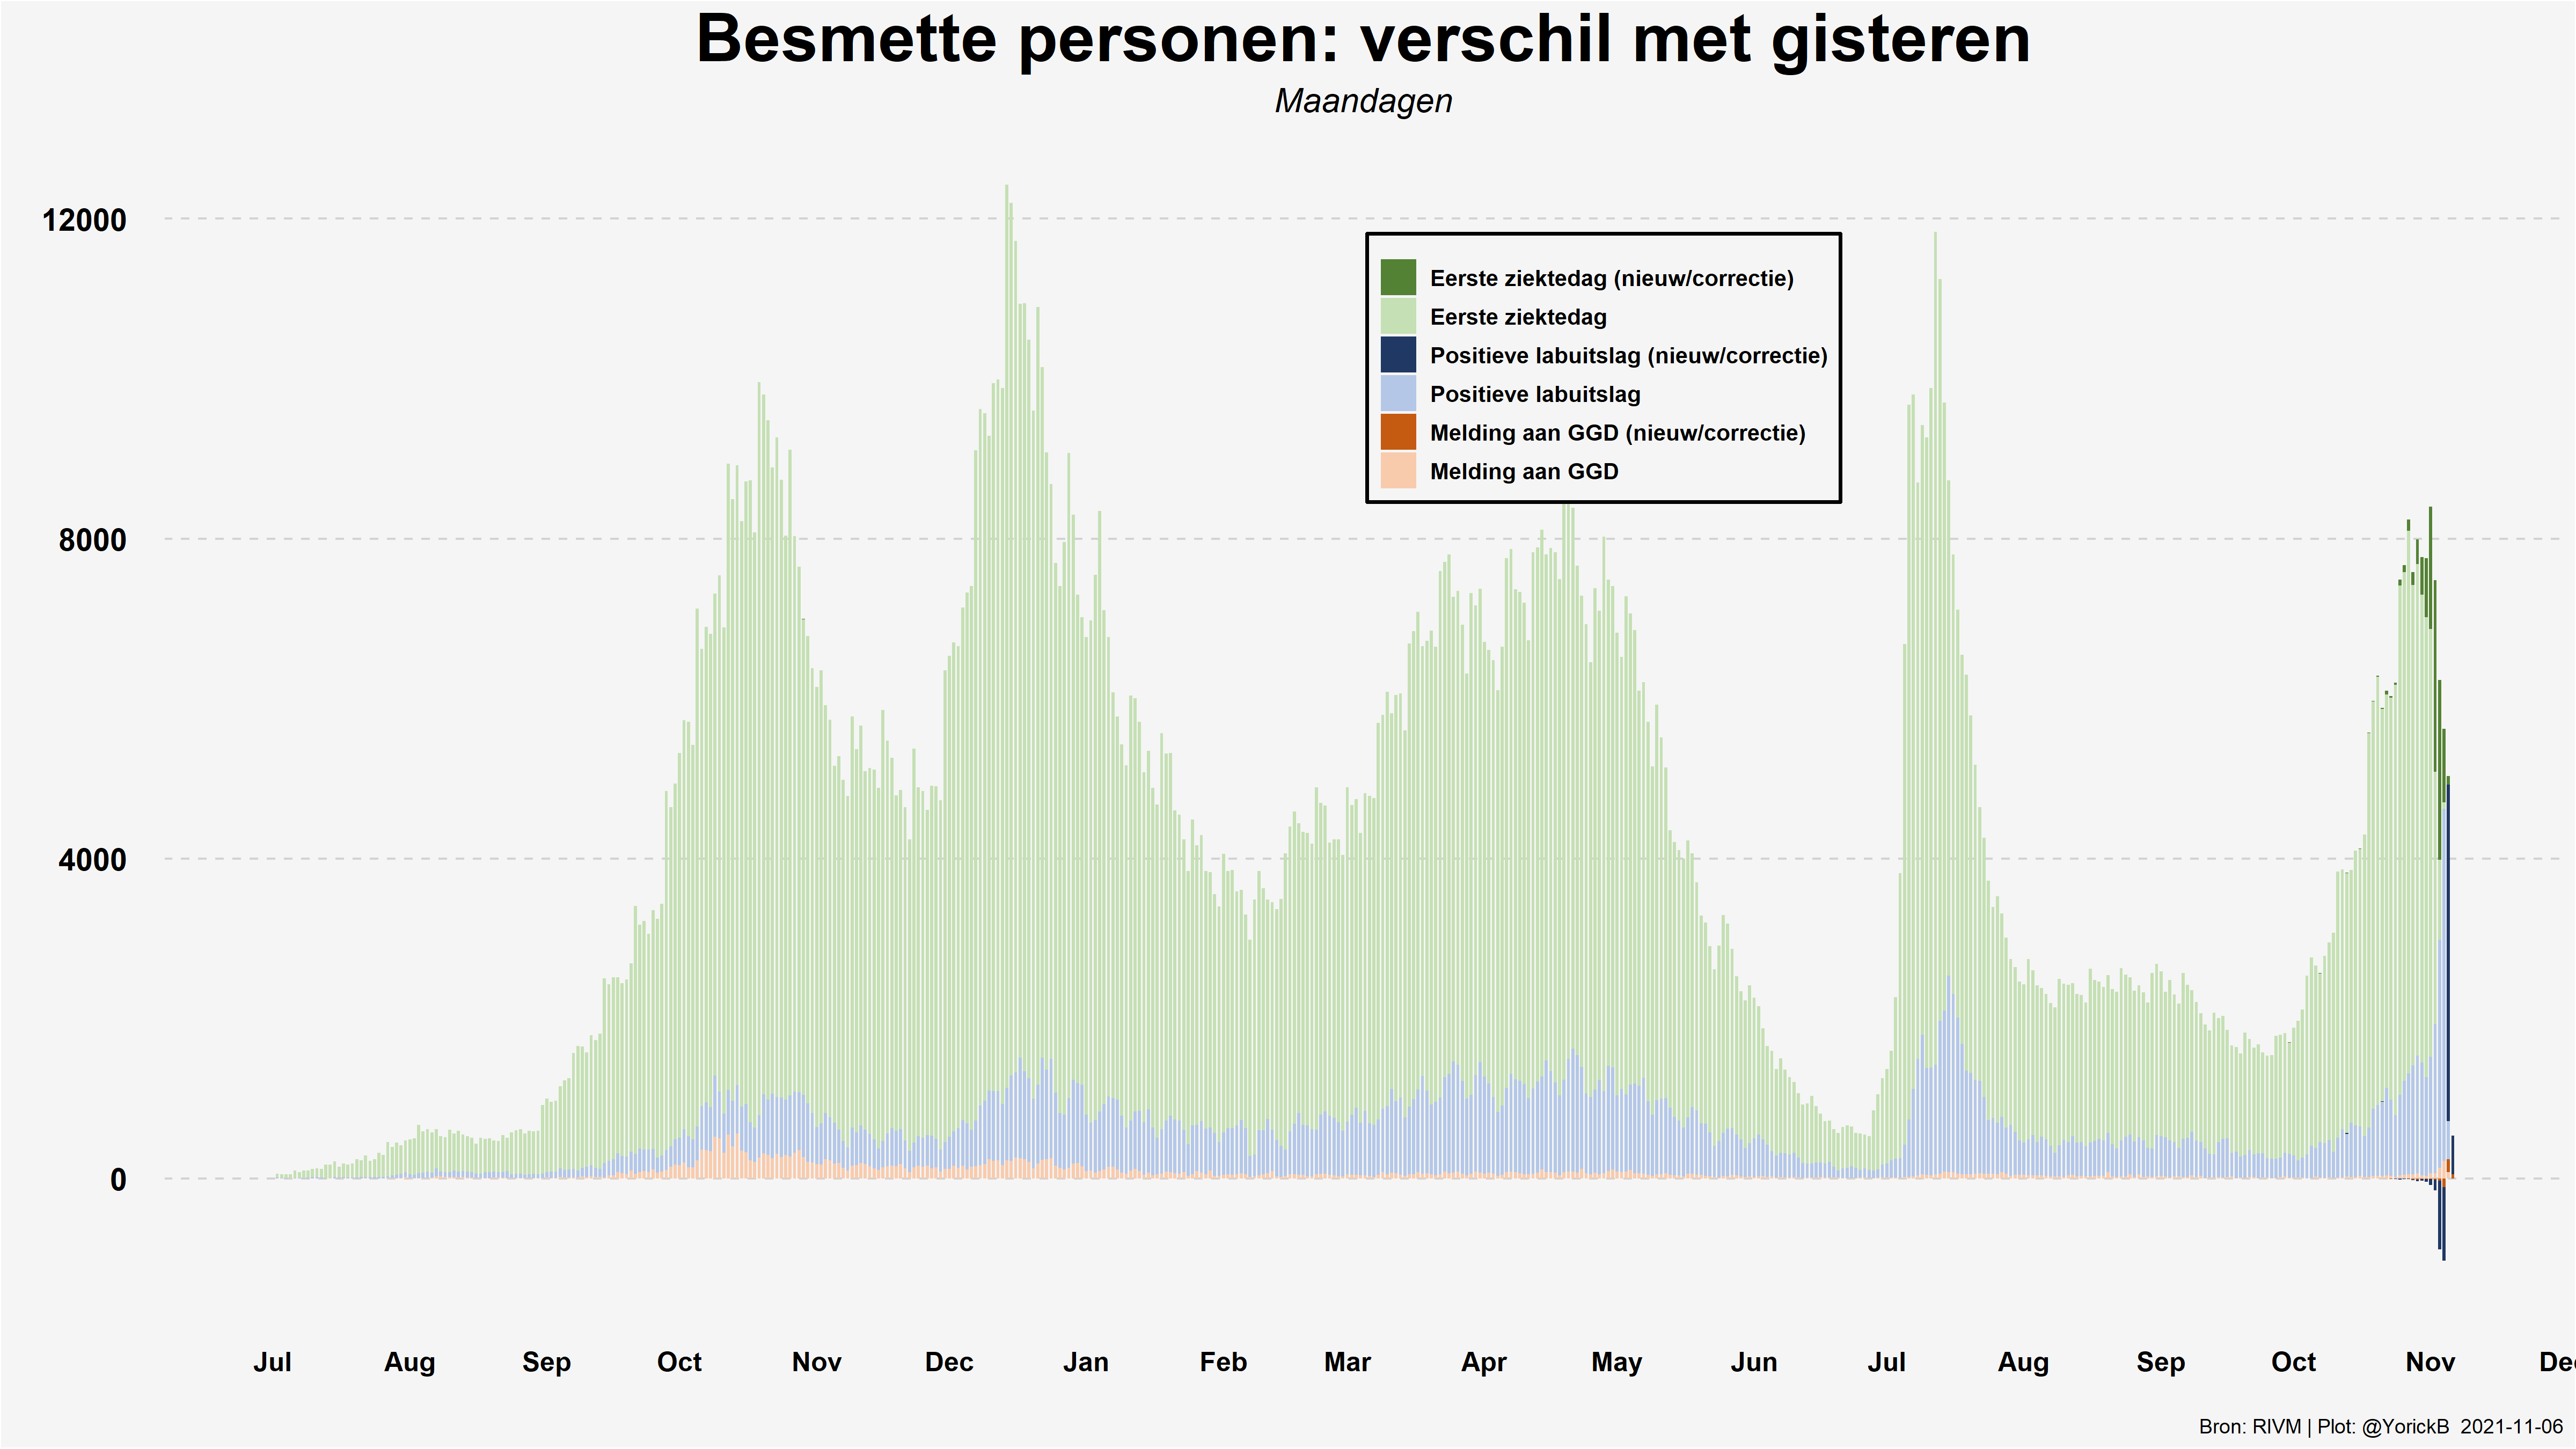 Besmette personen: verschil met gisteren
Maandagen
12000
8000
4000
0
Eerste ziektedag (nieuw/correctie)
Eerste ziektedag
Positieve labuitslag (nieuw/correctie)
Positieve labuitslag
Melding aan GGD (nieuw/correctie)
Melding aan GGD
Jul Aug Sep Oct Nov Dec Jan Feb Mar Apr May Jun Jul Aug Sep Oct Nov Dec
Bron: RIVM | Plot: @YorickB 2021-11-06